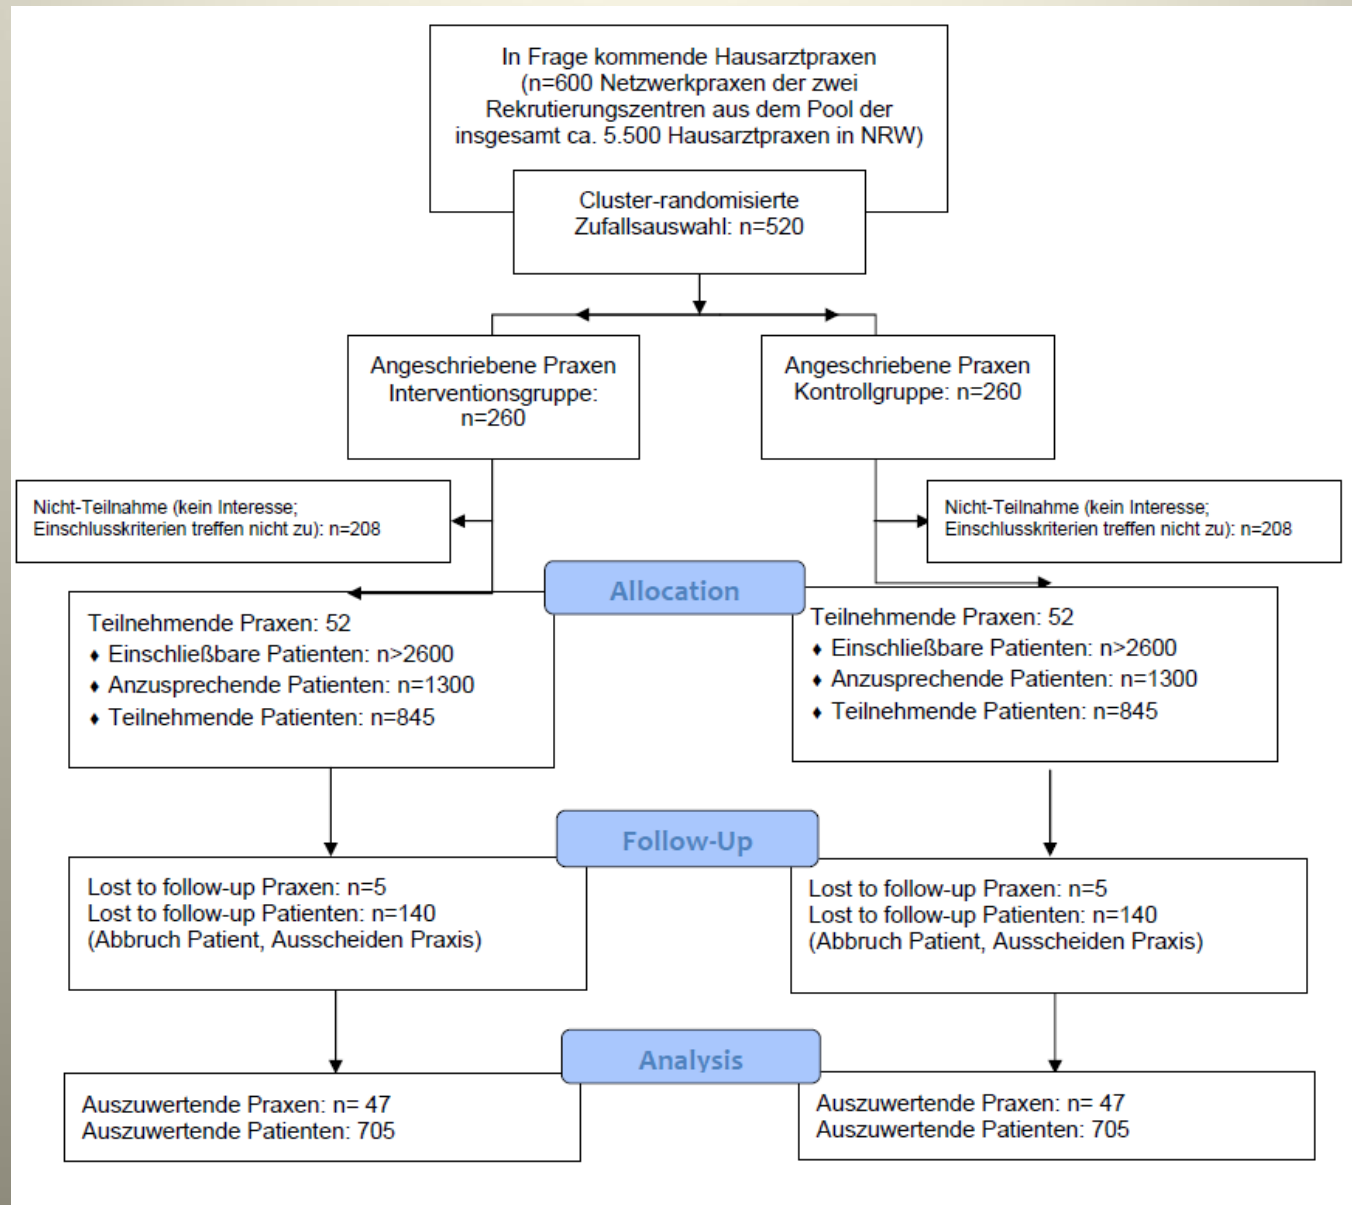 In Frage kommende Hausarztpraxen
(n=600 Netzwerkpraxen der zwei
Rekrutierungszentren aus dem Pool der
insgesamt ca. 5.500 Hausarztpraxen in NRW)
Cluster-randomisierte
Zufallsauswahl: n=520
Angeschriebene Praxen
Interventionsgruppe:
n=260
Angeschriebene Praxen
Kontrollgruppe: n=260
Nicht-Teilnahme (kein Interesse;
Einschlusskriterien treffen nicht zu): n=208
Nicht-Teilnahme (kein Interesse;
Einschlusskriterien treffen nicht zu): n=208
Allocation
Teilnehmende Praxen: 52
♦ Einschließbare Patienten: n>2600
♦ Anzusprechende Patienten: n=1300
♦ Teilnehmende Patienten: n=845
Teilnehmende Praxen: 52
♦ Einschließbare Patienten: n>2600
♦ Anzusprechende Patienten: n=1300
♦ Teilnehmende Patienten: n=845
Follow-Up
Lost to follow-up Praxen: n=5
Lost to follow-up Patienten: n=140
(Abbruch Patient, Ausscheiden Praxis)
Lost to follow-up Praxen: n=5
Lost to follow-up Patienten: n=140
(Abbruch Patient, Ausscheiden Praxis)
Analysis
Auszuwertende Praxen: n= 47
Auszuwertende Patienten: 705
Auszuwertende Praxen: n= 47
Auszuwertende Patienten: 705